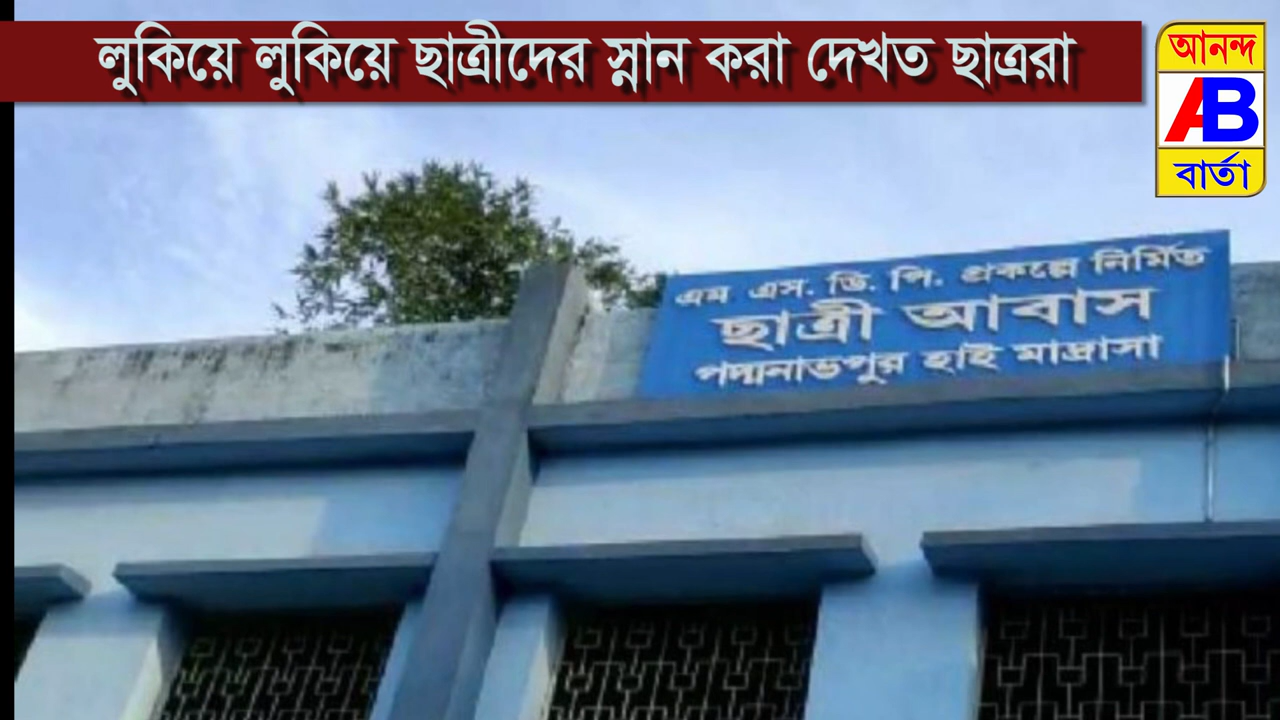 লুকিয়ে লুকিয়ে ছাত্রীদের স্নান করা দেখত ছাত্ররা
আনন্দ
AB
বার্তা
এম এস. ডি. পি. প্রকল্পে নির্মিত
ছাত্রী আবাস
পদ্মনাভপুর হাই মাদ্রাসা